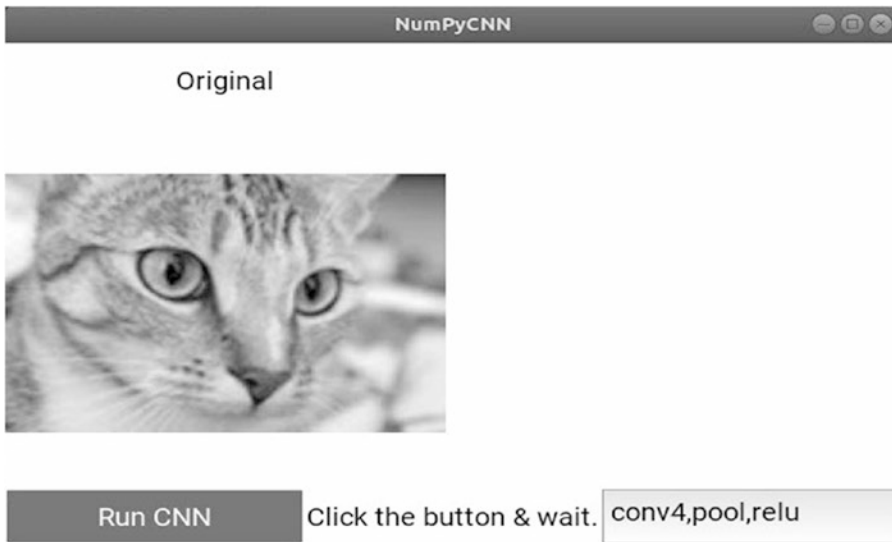 NumPyCNN
Original
Run CNN
Click the button & wait.
conv4,pool,relu